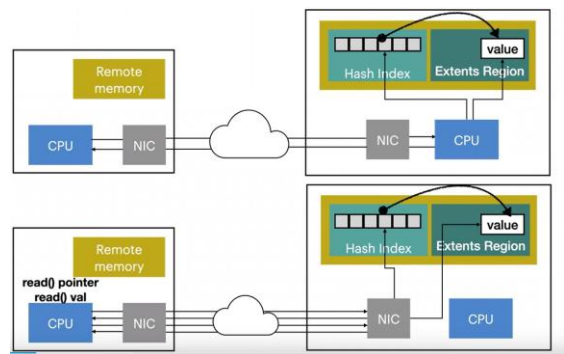 Remote
memory
CPU
NIC
value
Hash Index
Extents Region
NIC
CPU
Remote
memory
read() pointer
read() val
CPU
NIC
value
Hash Index
Extents Region
NIC
CPU